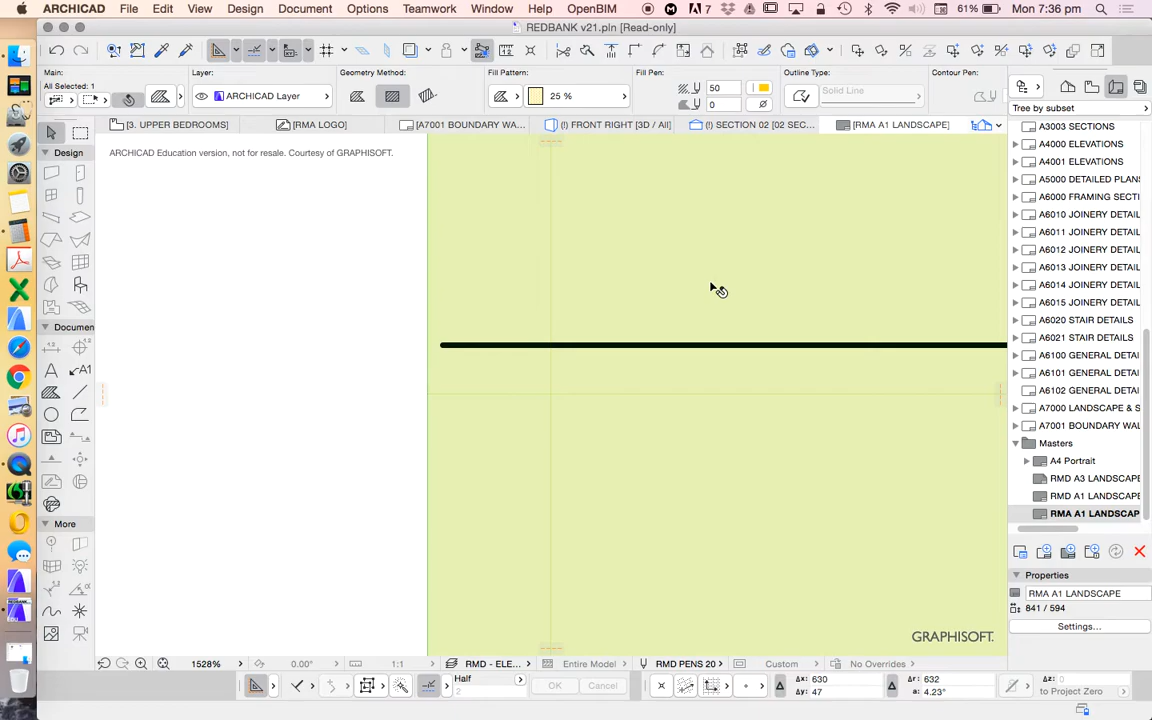 ARCHICAD File Edit View Design Document Options Teamwork Window Help OpenBIM 7 61% Mon 7:36 pm
REDBANK v21.pln [Read-only]
Main:
All Selected: 1
Layer:
ARCHICAD Layer
Geometry Method:
Fill Pattern:
25 %
Fill Pen:
50
0
Outline Type:
Solid Line
Contour Pen:
Tree by subset
[3. UPPER BEDROOMS] [RMA LOGO] [A7001 BOUNDARY WA... (!) FRONT RIGHT [3D / All] (!) SECTION 02 [02 SEC... [RMA A1 LANDSCAPE]
ARCHICAD Education version, not for resale. Courtesy of GRAPHISOFT.
Design
Documen
More
A3003 SECTIONS
A4000 ELEVATIONS
A4001 ELEVATIONS
A5000 DETAILED PLAN
A6000 FRAMING SECTI
A6010 JOINERY DETAIL
A6011 JOINERY DETAIL
A6012 JOINERY DETAIL
A6013 JOINERY DETAIL
A6014 JOINERY DETAIL
A6015 JOINERY DETAIL
A6020 STAIR DETAILS
A6021 STAIR DETAILS
A6100 GENERAL DETAI
A6101 GENERAL DETAI
A6102 GENERAL DETAI
A7000 LANDSCAPE & S
A7001 BOUNDARY WAL
Masters
A4 Portrait
RMD A3 LANDSCAPE
RMD A1 LANDSCAPE
RMA A1 LANDSCAP
Properties
RMA A1 LANDSCAPE
841 / 594
Settings...
GRAPHISOFT.
1528% 0.00° 1:1 RMD - ELE... Entire Model RMD PENS 20 Custom No Overrides
Half
2
OK Cancel
Δx: 630
Δy: 47
Δr: 632
a: 4.23°
Δz: 0
to Project Zero